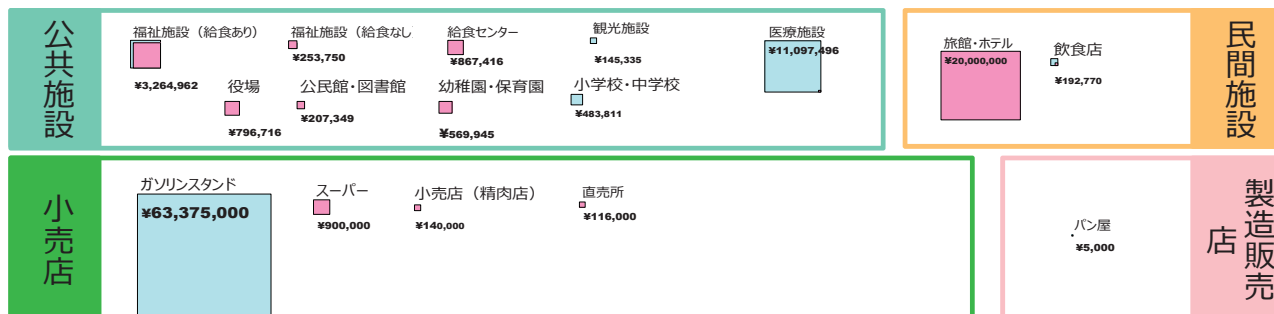 公共施設
福祉施設（給食あり）
¥3,264,962
福祉施設（給食なし
¥253,750
給食センター
¥867,416
観光施設
¥145,335
医療施設
¥11,097,496
役場
¥796,716
公民館・図書館
¥207,349
幼稚園・保育園
¥569,945
小学校・中学校
¥483,811
旅館・ホテル
¥20,000,000
飲食店
¥192,770
民間施設
小売店
ガソリンスタンド
¥63,375,000
スーパー
¥900,000
小売店（精肉店）
¥140,000
直売所
¥116,000
パン屋
¥5,000
製造販売
店